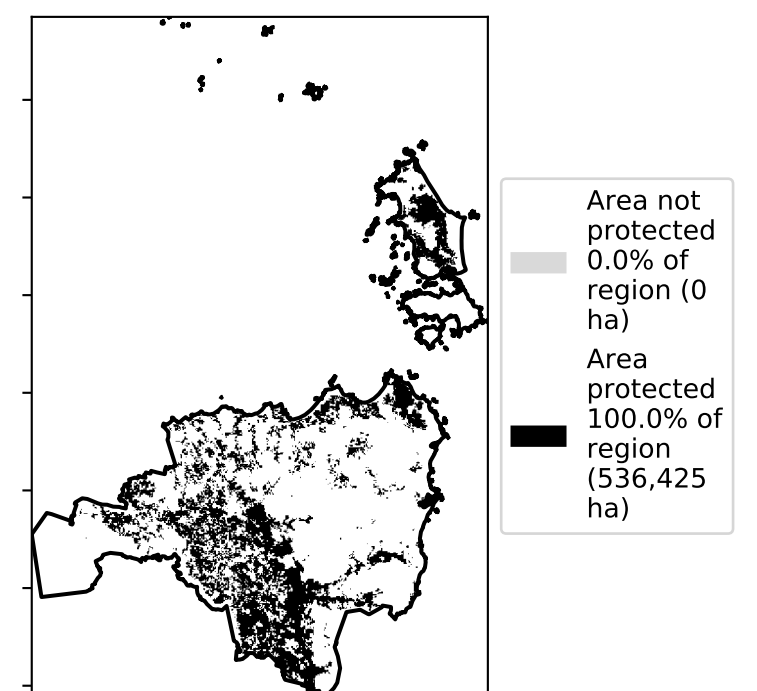 Area not
protected
0.0% of
region (0
ha)
Area
protected
100.0% of
region
(536,425
ha)